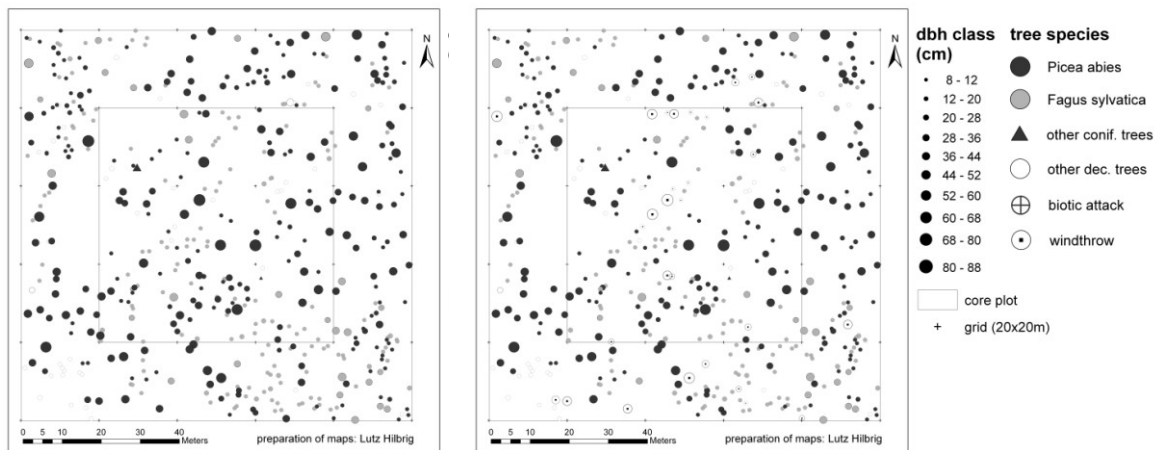 N
0 5 10 20 30 40
Meters
preparation of maps: Lutz Hilbrig
N
0 5 10 20 30 40
Meters
preparation of maps: Lutz Hilbrig
dbh class
(cm)
8 - 12
12 - 20
20 - 28
28 - 36
36 - 44
44 - 52
52 - 60
60 - 68
68 - 80
80 - 88
core plot
grid (20x20m)
tree species
Picea abies
Fagus sylvatica
other conif. trees
other dec. trees
biotic attack
windthrow